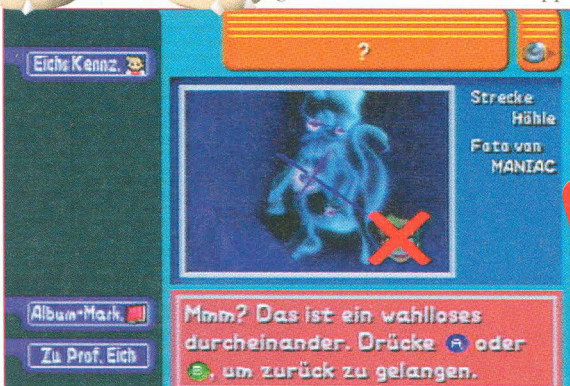 ?
Eichs Kennz.
Strecke
Höhle
Foto von
MANIAC
Album-Mark.
Zu Prof. Eich
Mmm? Das ist ein wahlloses
durcheinander. Drücke A oder
B, um zurück zu gelangen.